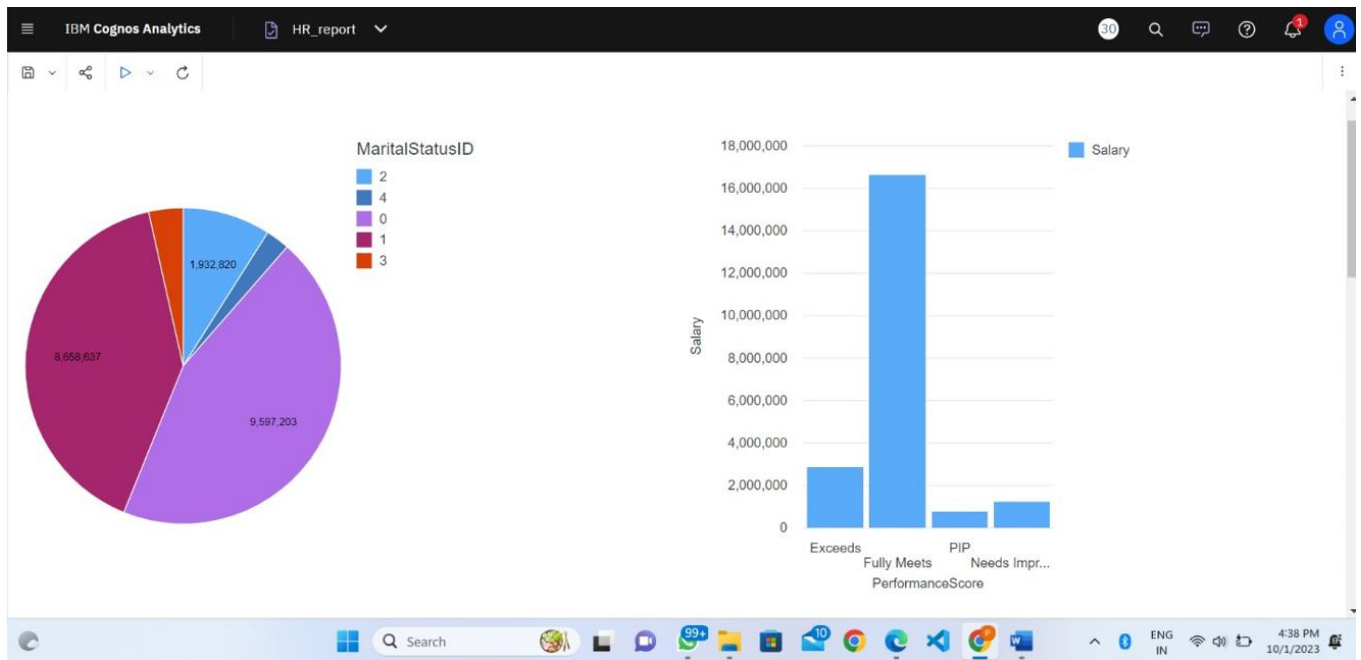 IBM Cognos Analytics
HR_report
30
1
MaritalStatusID
2
4
0
1
3
1,932,820
8,658,637
9,597,203
18,000,000
16,000,000
14,000,000
12,000,000
10,000,000
8,000,000
6,000,000
4,000,000
2,000,000
0
Salary
Exceeds
Fully Meets
PIP
Needs Impr...
PerformanceScore
Salary
Search
99+
10
ENG
IN
4:38 PM
10/1/2023